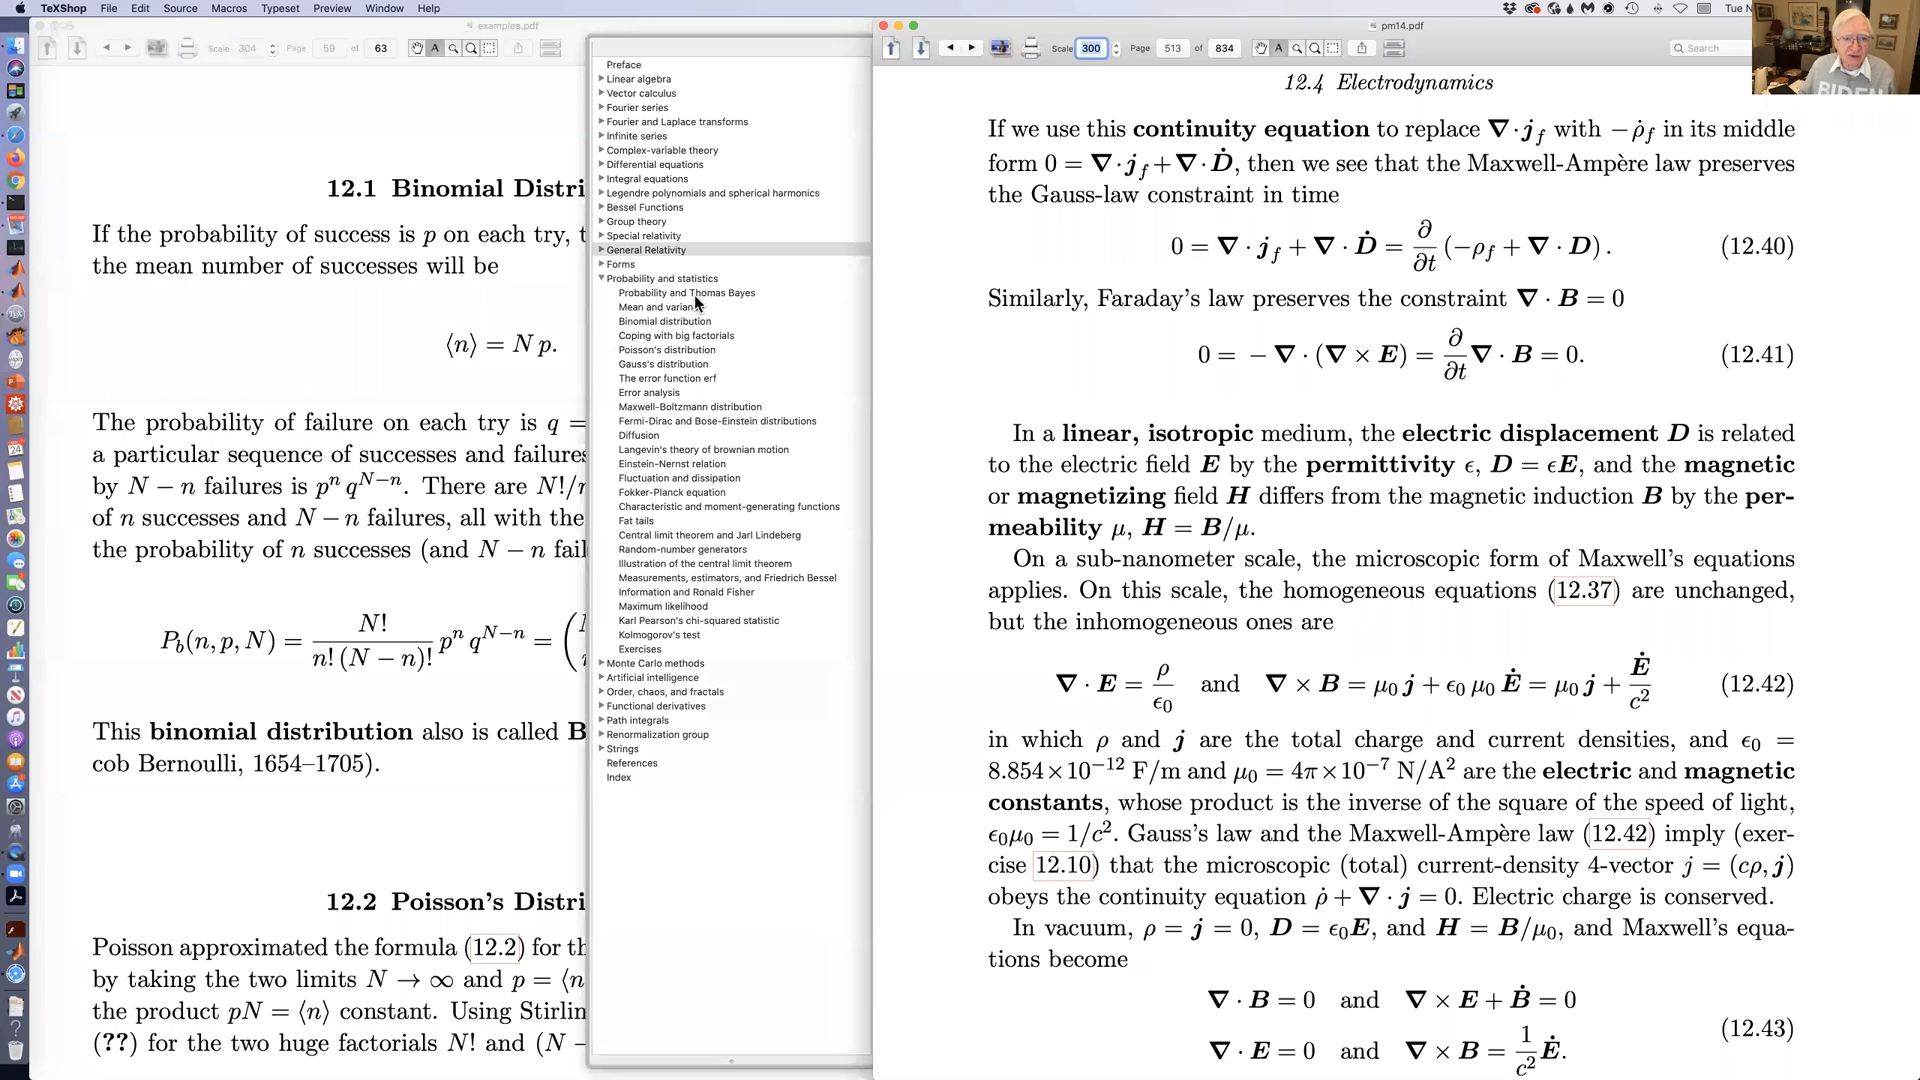 TeXShop File Edit Source Macros Typeset Preview Window Help
Tue N
examples.pdf
Scale 304 Page 59 of 63
12.1 Binomial Distri
If the probability of success is p on each try, t
the mean number of successes will be
⟨n⟩ = N p.
The probability of failure on each try is q =
a particular sequence of successes and failures
by N − n failures is pⁿ q^{N−n}. There are N!/n
of n successes and N − n failures, all with the
the probability of n successes (and N − n fail
P_b(n, p, N) = N!/(n! (N − n)!) pⁿ q^{N−n} = (
This binomial distribution also is called B
cob Bernoulli, 1654–1705).
12.2 Poisson's Distri
Poisson approximated the formula (12.2) for th
by taking the two limits N → ∞ and p = ⟨n
the product pN = ⟨n⟩ constant. Using Stirlin
(??) for the two huge factorials N! and (N −
Preface
Linear algebra
Vector calculus
Fourier series
Fourier and Laplace transforms
Infinite series
Complex-variable theory
Differential equations
Integral equations
Legendre polynomials and spherical harmonics
Bessel Functions
Group theory
Special relativity
General Relativity
Forms
Probability and statistics
Probability and Thomas Bayes
Mean and varian
Binomial distribution
Coping with big factorials
Poisson's distribution
Gauss's distribution
The error function erf
Error analysis
Maxwell-Boltzmann distribution
Fermi-Dirac and Bose-Einstein distributions
Diffusion
Langevin's theory of brownian motion
Einstein-Nernst relation
Fluctuation and dissipation
Fokker-Planck equation
Characteristic and moment-generating functions
Fat tails
Central limit theorem and Jarl Lindeberg
Random-number generators
Illustration of the central limit theorem
Measurements, estimators, and Friedrich Bessel
Information and Ronald Fisher
Maximum likelihood
Karl Pearson's chi-squared statistic
Kolmogorov's test
Exercises
Monte Carlo methods
Artificial intelligence
Order, chaos, and fractals
Functional derivatives
Path integrals
Renormalization group
Strings
References
Index
pm14.pdf
Scale 300 Page 513 of 834 Search
BIDEN
12.4 Electrodynamics
If we use this continuity equation to replace ∇ · j_f with −ρ̇_f in its middle
form 0 = ∇ · j_f + ∇ · Ḋ, then we see that the Maxwell-Ampère law preserves
the Gauss-law constraint in time
0 = ∇ · j_f + ∇ · Ḋ = ∂/∂t (−ρ_f + ∇ · D) . (12.40)
Similarly, Faraday's law preserves the constraint ∇ · B = 0
0 = − ∇ · (∇ × E) = ∂/∂t ∇ · B = 0. (12.41)
In a linear, isotropic medium, the electric displacement D is related
to the electric field E by the permittivity ϵ, D = ϵE, and the magnetic
or magnetizing field H differs from the magnetic induction B by the per-
meability μ, H = B/μ.
On a sub-nanometer scale, the microscopic form of Maxwell's equations
applies. On this scale, the homogeneous equations (12.37) are unchanged,
but the inhomogeneous ones are
∇ · E = ρ/ϵ₀ and ∇ × B = μ₀ j + ϵ₀ μ₀ Ė = μ₀ j + Ė/c² (12.42)
in which ρ and j are the total charge and current densities, and ϵ₀ =
8.854×10⁻¹² F/m and μ₀ = 4π×10⁻⁷ N/A² are the electric and magnetic
constants, whose product is the inverse of the square of the speed of light,
ϵ₀μ₀ = 1/c². Gauss's law and the Maxwell-Ampère law (12.42) imply (exer-
cise 12.10) that the microscopic (total) current-density 4-vector j = (cρ, j)
obeys the continuity equation ρ̇ + ∇ · j = 0. Electric charge is conserved.
In vacuum, ρ = j = 0, D = ϵ₀E, and H = B/μ₀, and Maxwell's equa-
tions become
∇ · B = 0 and ∇ × E + Ḃ = 0
∇ · E = 0 and ∇ × B = 1/c² Ė. (12.43)